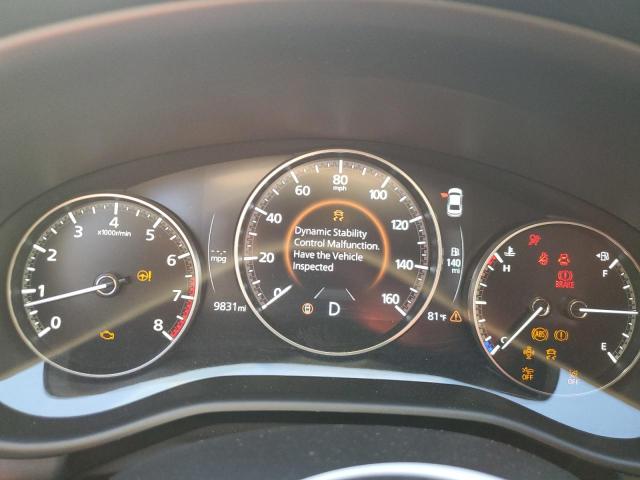 0 1 2 3 4 5 6 7 8
x1000r/min
mpg
9831 mi
0 20 40 60 80 100 120 140 160
mph
Dynamic Stability
Control Malfunction.
Have the Vehicle
Inspected
D
140
mi
81°F
H
C
F
E
BRAKE
ABS
OFF
OFF